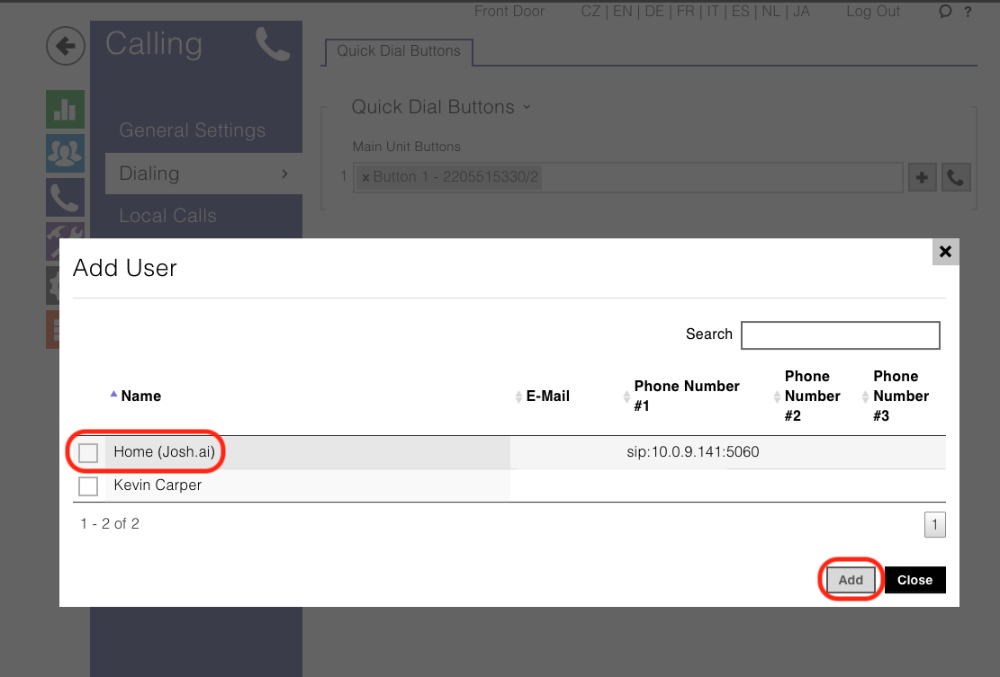 Front Door CZ | EN | DE | FR | IT | ES | NL | JA Log Out ?
Calling
Quick Dial Buttons
Quick Dial Buttons
General Settings
Main Unit Buttons
Dialing
1 × Button 1 - 2205515330/2
Local Calls
Add User
Search
Name E-Mail Phone Number #1 Phone Number #2 Phone Number #3
Home (Josh.ai) sip:10.0.9.141:5060
Kevin Carper
1 - 2 of 2 1
Add Close